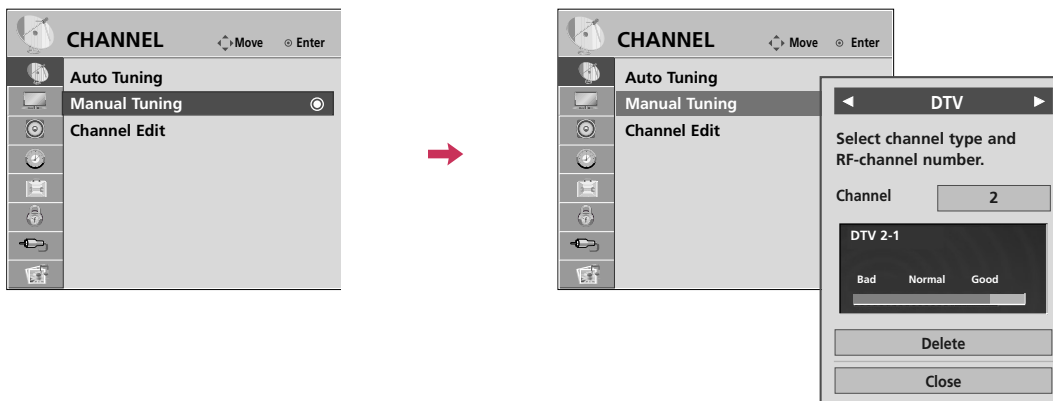 CHANNEL Move Enter
Auto Tuning
Manual Tuning
Channel Edit
CHANNEL Move Enter
Auto Tuning
Manual Tuning
Channel Edit
◄ DTV ►
Select channel type and
RF-channel number.
Channel 2
DTV 2-1
Bad Normal Good
Delete
Close